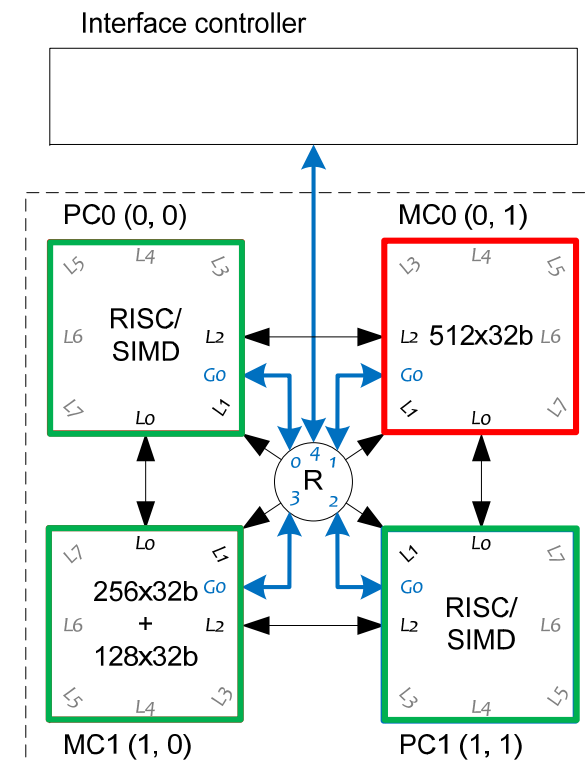 Interface controller
PC0 (0, 0)
MC0 (0, 1)
L5
L4
L3
L3
L4
L5
RISC/
SIMD
L6
L2
L2
512x32b
L6
G0
G0
L7
L0
L1
L1
L0
L7
0
4
1
R
3
2
L7
L0
L1
L1
L0
L7
256x32b
+
128x32b
G0
G0
L6
L2
L2
RISC/
SIMD
L6
L5
L4
L3
L3
L4
L5
MC1 (1, 0)
PC1 (1, 1)